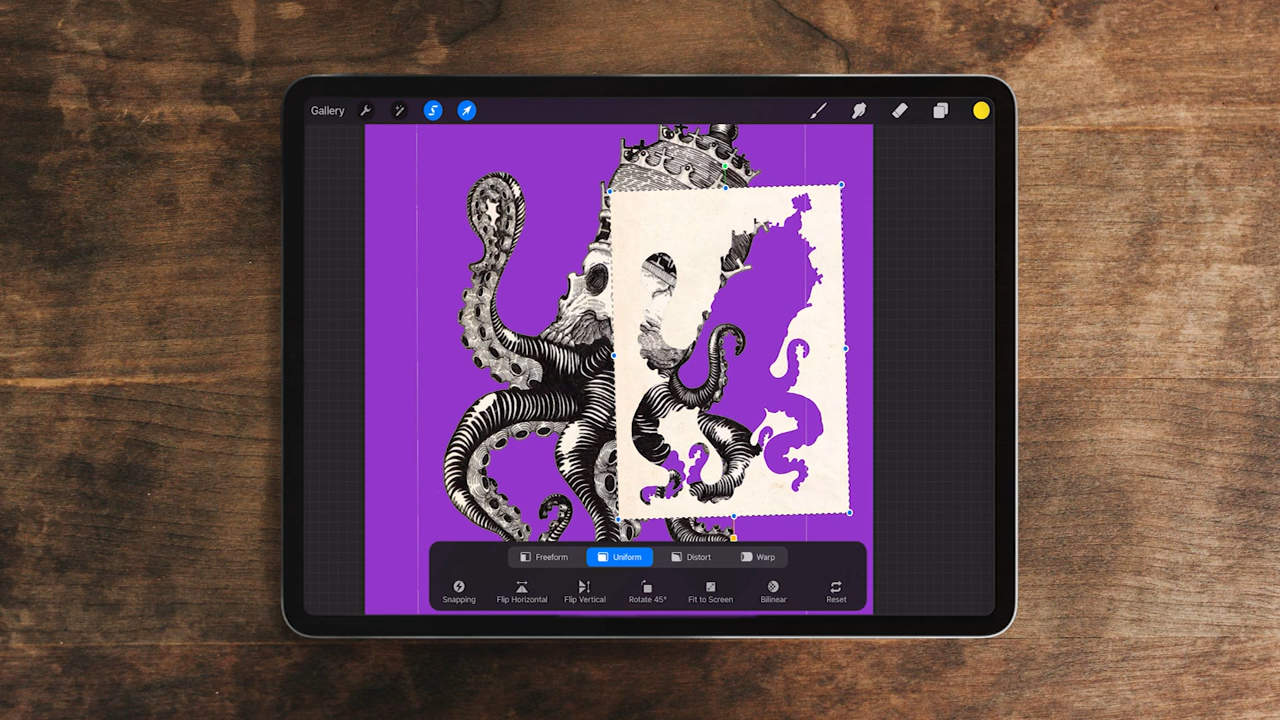 Gallery
Freeform Uniform Distort Warp
Snapping Flip Horizontal Flip Vertical Rotate 45° Fit to Screen Bilinear Reset